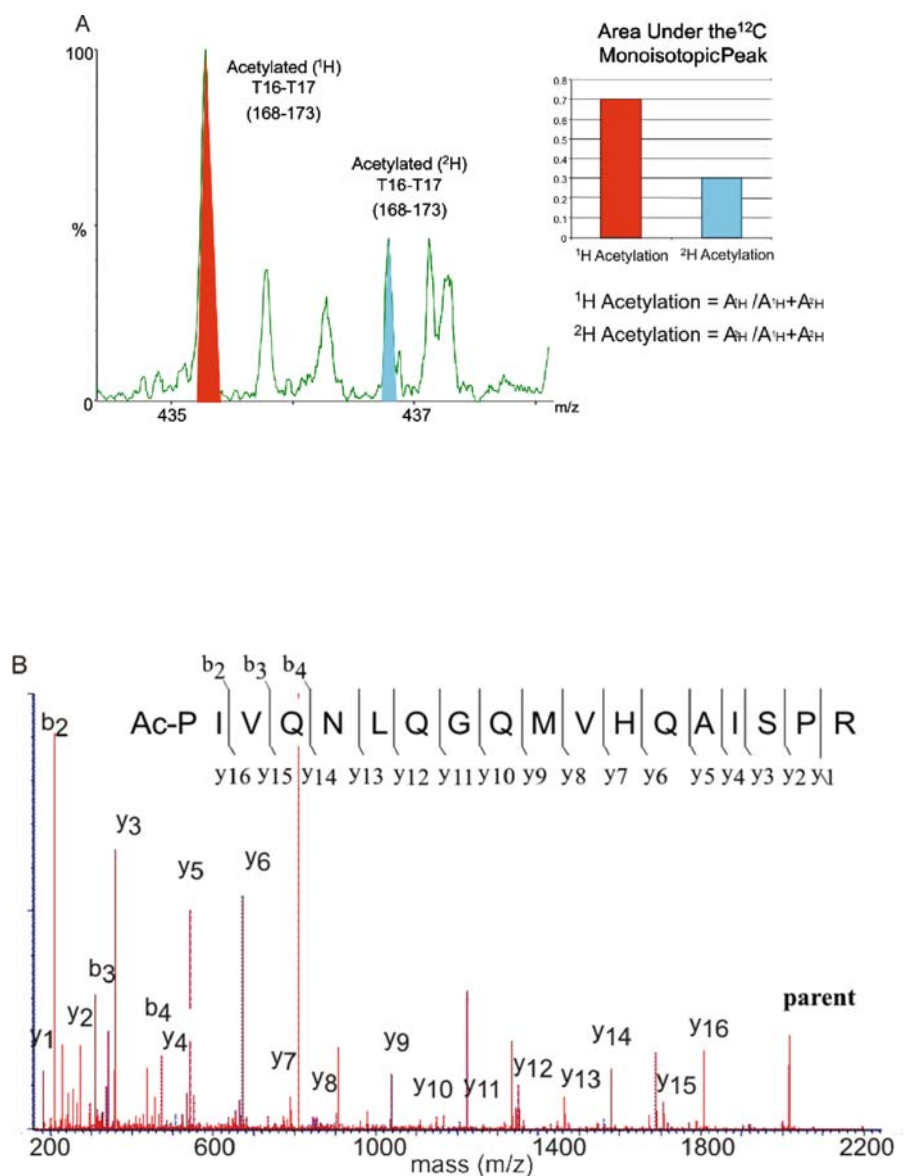 A
100
%
0
435
437
m/z
Acetylated (¹H)
T16-T17
(168-173)
Acetylated (²H)
T16-T17
(168-173)
Area Under the¹²C
MonoisotopicPeak
0.8
0.7
0.6
0.5
0.4
0.3
0.2
0.1
0
¹H Acetylation ²H Acetylation
¹H Acetylation = A¹H /A¹H+A²H
²H Acetylation = A²H /A¹H+A²H
B
b₂ b₃ b₄
Ac-P I V Q N L Q G Q M V H Q A I S P R
y16 y15 y14 y13 y12 y11 y10 y9 y8 y7 y6 y5 y4 y3 y2 y1
b₂
y₃
y₅
y₆
b₃
y₂
y₁
b₄
y₄
y₇
y₈
y₉
y₁₀
y₁₁
y₁₂
y₁₃
y₁₄
y₁₅
y₁₆
parent
200 600 1000 1400 1800 2200
mass (m/z)